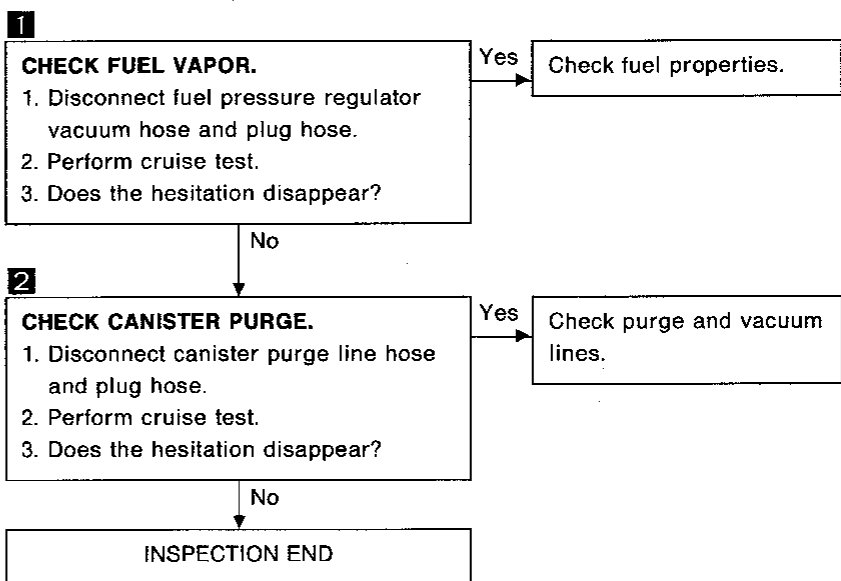 1
CHECK FUEL VAPOR.
1. Disconnect fuel pressure regulator
vacuum hose and plug hose.
2. Perform cruise test.
3. Does the hesitation disappear?
Yes
Check fuel properties.
No
2
CHECK CANISTER PURGE.
1. Disconnect canister purge line hose
and plug hose.
2. Perform cruise test.
3. Does the hesitation disappear?
Yes
Check purge and vacuum
lines.
No
INSPECTION END